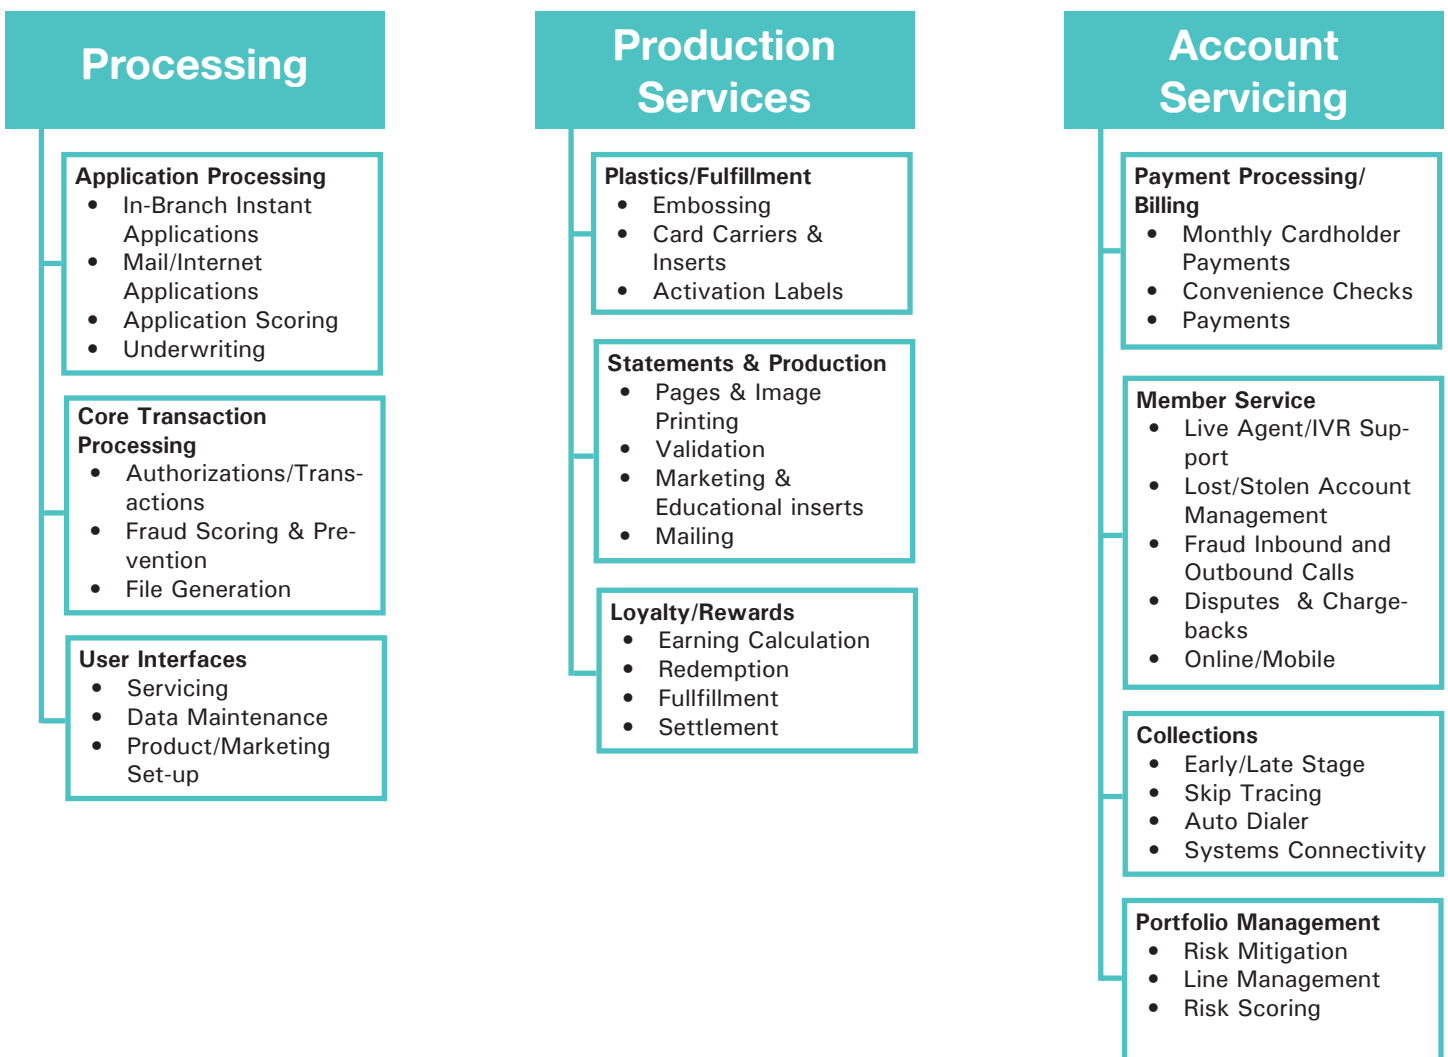 Processing
Application Processing
• In-Branch Instant
Applications
• Mail/Internet
Applications
• Application Scoring
• Underwriting
Core Transaction
Processing
• Authorizations/Trans-
actions
• Fraud Scoring & Pre-
vention
• File Generation
User Interfaces
• Servicing
• Data Maintenance
• Product/Marketing
Set-up
Production
Services
Plastics/Fulfillment
• Embossing
• Card Carriers &
Inserts
• Activation Labels
Statements & Production
• Pages & Image
Printing
• Validation
• Marketing &
Educational inserts
• Mailing
Loyalty/Rewards
• Earning Calculation
• Redemption
• Fullfillment
• Settlement
Account
Servicing
Payment Processing/
Billing
• Monthly Cardholder
Payments
• Convenience Checks
• Payments
Member Service
• Live Agent/IVR Sup-
port
• Lost/Stolen Account
Management
• Fraud Inbound and
Outbound Calls
• Disputes & Charge-
backs
• Online/Mobile
Collections
• Early/Late Stage
• Skip Tracing
• Auto Dialer
• Systems Connectivity
Portfolio Management
• Risk Mitigation
• Line Management
• Risk Scoring